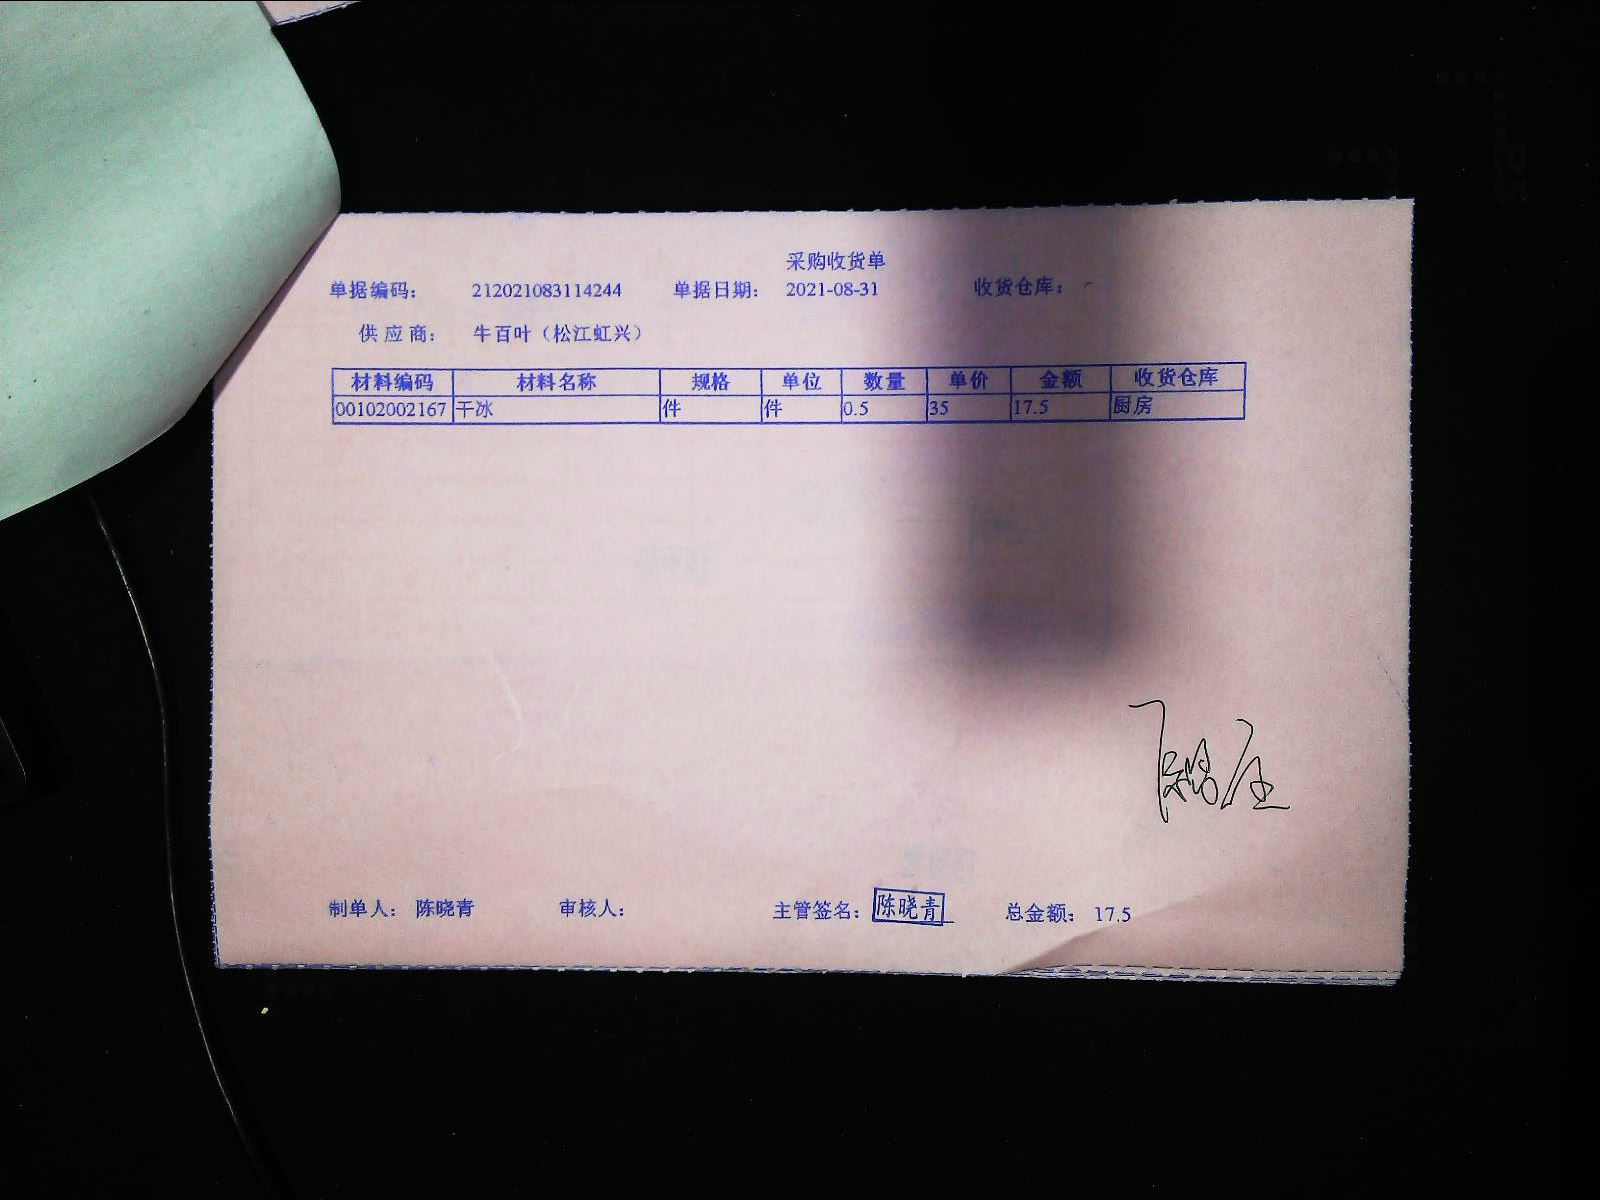 采购收货单
单据编码： 212021083114244 单据日期： 2021-08-31 收货仓库：
供应商： 牛百叶（松江虹兴）
材料编码 材料名称 规格 单位 数量 单价 金额 收货仓库
00102002167 干冰 件 件 0.5 35 17.5 厨房
制单人： 陈晓青 审核人： 主管签名： 陈晓青 总金额： 17.5